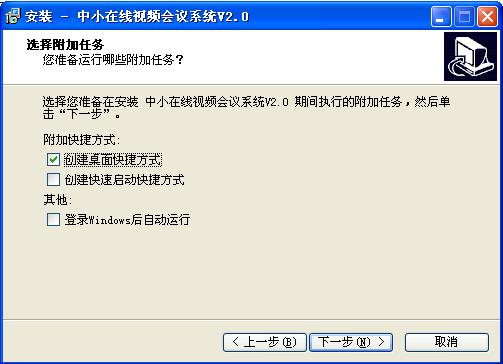 安装 - 中小在线视频会议系统V2.0
选择附加任务
您准备运行哪些附加任务？
选择您准备在安装 中小在线视频会议系统V2.0 期间执行的附加任务，然后单
击“下一步”。
附加快捷方式:
创建桌面快捷方式
创建快速启动快捷方式
其他:
登录Windows后自动运行
< 上一步(B) 下一步(N) > 取消